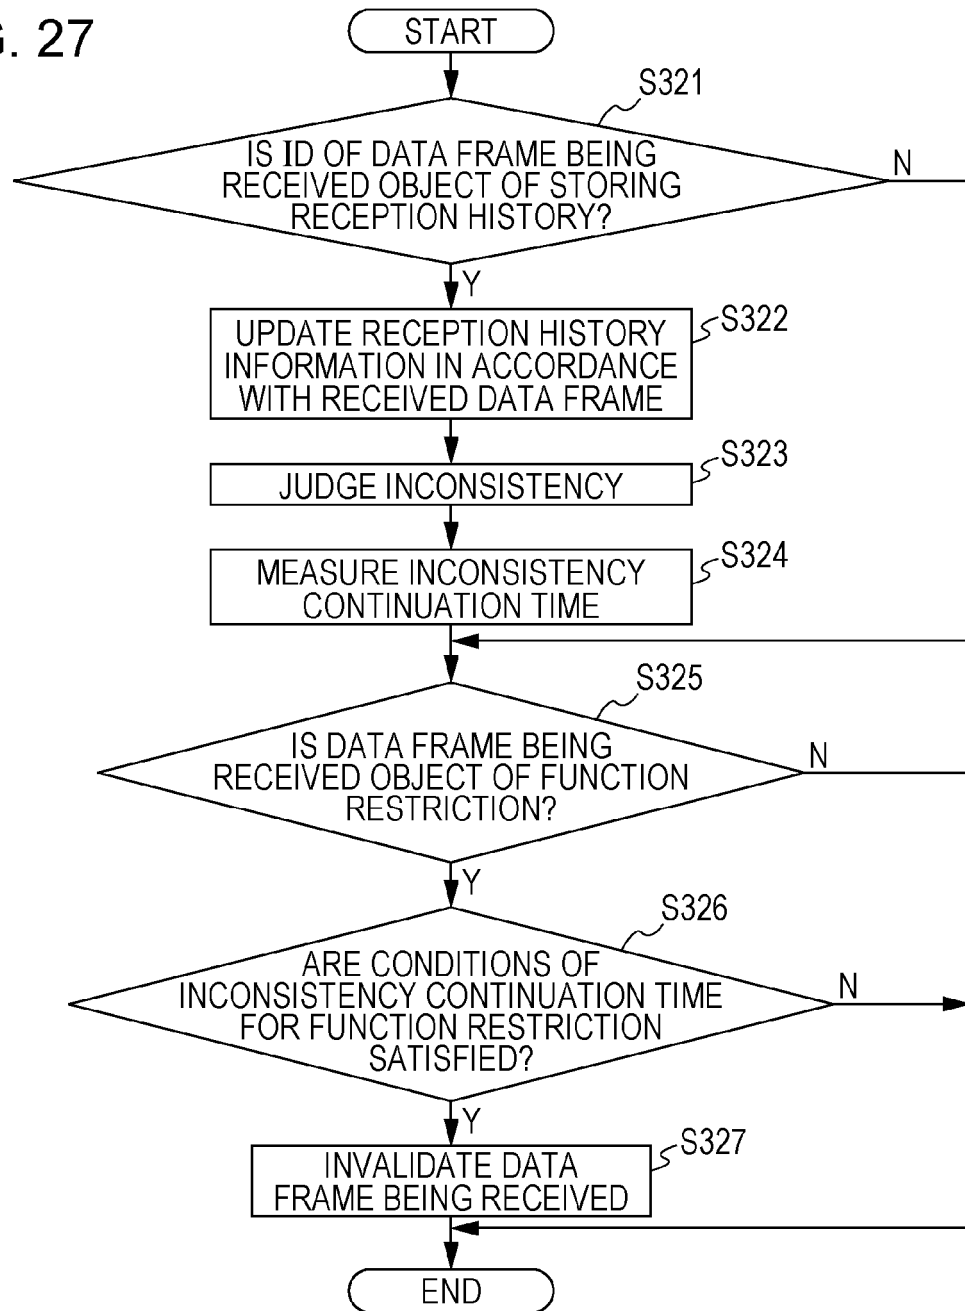 G. 27
START
S321
IS ID OF DATA FRAME BEING
RECEIVED OBJECT OF STORING
RECEPTION HISTORY?
N
Y
S322
UPDATE RECEPTION HISTORY
INFORMATION IN ACCORDANCE
WITH RECEIVED DATA FRAME
S323
JUDGE INCONSISTENCY
S324
MEASURE INCONSISTENCY
CONTINUATION TIME
S325
IS DATA FRAME BEING
RECEIVED OBJECT OF FUNCTION
RESTRICTION?
N
Y
S326
ARE CONDITIONS OF
INCONSISTENCY CONTINUATION TIME
FOR FUNCTION RESTRICTION
SATISFIED?
N
Y
S327
INVALIDATE DATA
FRAME BEING RECEIVED
END